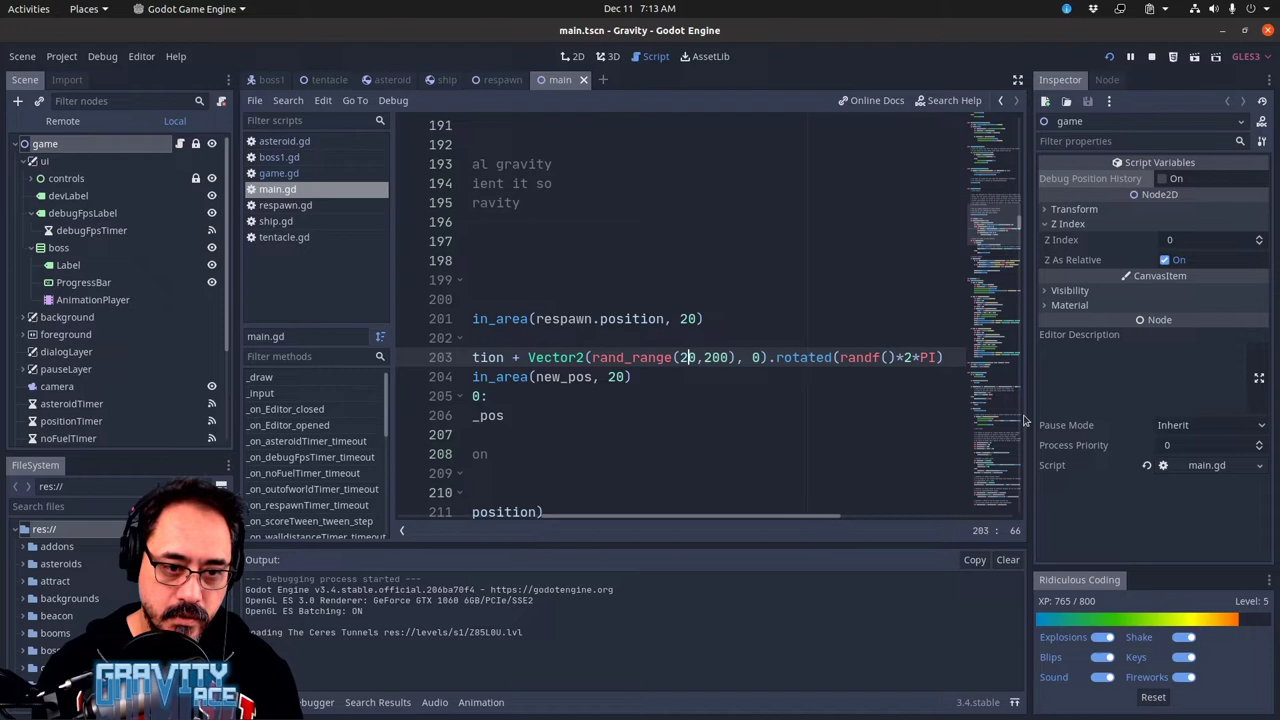 Activities Places Godot Game Engine Dec 11 7:13 AM
main.tscn - Gravity - Godot Engine
Scene Project Debug Editor Help 2D 3D Script AssetLib GLES3
Scene Import boss1 tentacle asteroid ship respawn main Inspector Node
Filter nodes File Search Edit Go To Debug Online Docs Search Help
Remote Local Filter scripts game
game asteroid.gd Filter properties
ui boss1.gd Script Variables
controls game.gd Debug Position History On
devLabel main.gd Node2D
debugFpsLabel respawn.gd Transform
debugFpsTimer ship.gd Z Index
boss tentacle.gd Z Index 0
Label Z As Relative On
ProgressBar CanvasItem
AnimationPlayer Visibility
background Material
foreground main.gd Node
dialogLayer Filter methods Editor Description
pauseLayer _draw
camera _input
asteroidTimer _on_Editor_closed
positionTimer _on_Editor_opened Pause Mode Inherit
noFuelTimer _on_asteroidTimer_timeout Process Priority 0
_on_debugFpsTimer_timeout
FileSystem _on_noFuelTimer_timeout Script main.gd
res:// _on_positionTimer_timeout
Search files _on_respawnTimer_timeout
res:// _on_scoreTween_tween_step
_on_walldistanceTimer_timeout
191
192
193 al gravity
194 ient it so
195 ravity
196
197
198
199
200
201 in_area(respawn.position, 20)
202
203 tion + Vector2(rand_range(20,200), 0).rotated(randf()*2*PI)
204 in_area(new_pos, 20)
205 0:
206 _pos
207
208 on
209
210
211 position)
203 : 66
addons
asteroids
attract
backgrounds
beacon
booms
Output: Copy Clear
--- Debugging process started ---
Godot Engine v3.4.stable.official.206ba70f4 - https://godotengine.org
OpenGL ES 3.0 Renderer: GeForce GTX 1060 6GB/PCIe/SSE2
OpenGL ES Batching: ON
oading The Ceres Tunnels res://levels/s1/Z85L0U.lvl
Search Results Audio Animation 3.4.stable
Ridiculous Coding
XP: 765 / 800 Level: 5
Explosions Shake
Blips Keys
Sound Fireworks
Reset
GRAVITY
ACE